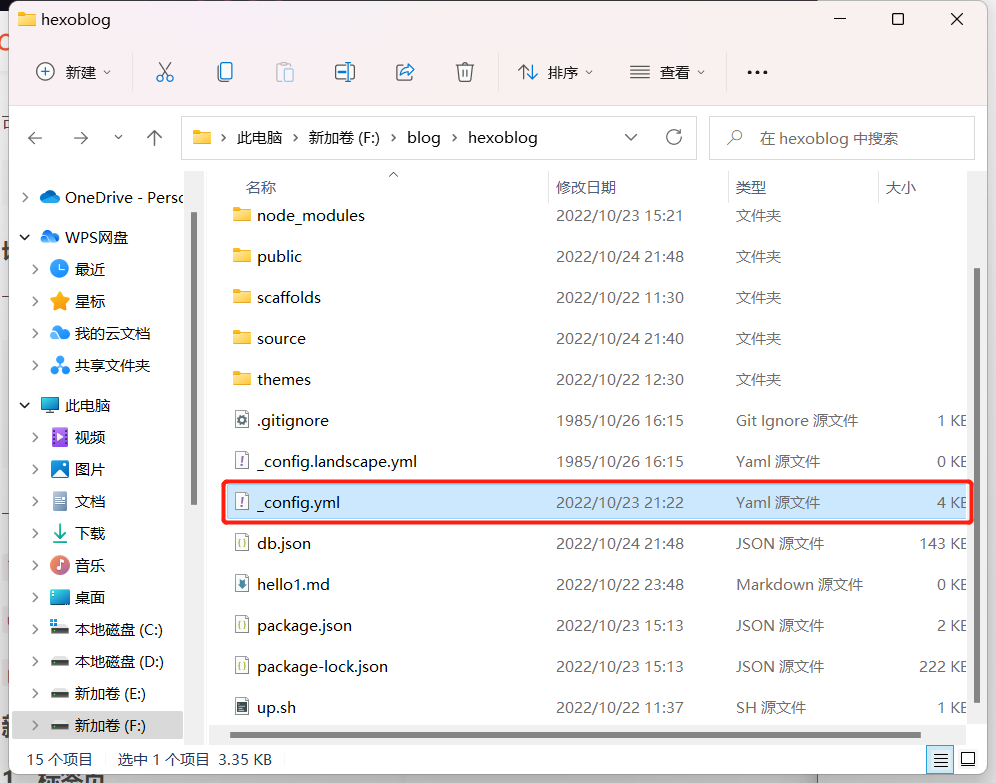 hexoblog
新建 排序 查看
此电脑 新加卷 (F:) blog hexoblog 在 hexoblog 中搜索
名称 修改日期 类型 大小
OneDrive - Persc
WPS网盘
最近
星标
我的云文档
共享文件夹
此电脑
视频
图片
文档
下载
音乐
桌面
本地磁盘 (C:)
本地磁盘 (D:)
新加卷 (E:)
新加卷 (F:)
node_modules 2022/10/23 15:21 文件夹
public 2022/10/24 21:48 文件夹
scaffolds 2022/10/22 11:30 文件夹
source 2022/10/24 21:40 文件夹
themes 2022/10/22 12:30 文件夹
.gitignore 1985/10/26 16:15 Git Ignore 源文件 1 KB
_config.landscape.yml 1985/10/26 16:15 Yaml 源文件 0 KB
_config.yml 2022/10/23 21:22 Yaml 源文件 4 KB
db.json 2022/10/24 21:48 JSON 源文件 143 KB
hello1.md 2022/10/22 23:48 Markdown 源文件 0 KB
package.json 2022/10/23 15:13 JSON 源文件 2 KB
package-lock.json 2022/10/23 15:13 JSON 源文件 222 KB
up.sh 2022/10/22 11:37 SH 源文件 1 KB
15 个项目 选中 1 个项目 3.35 KB